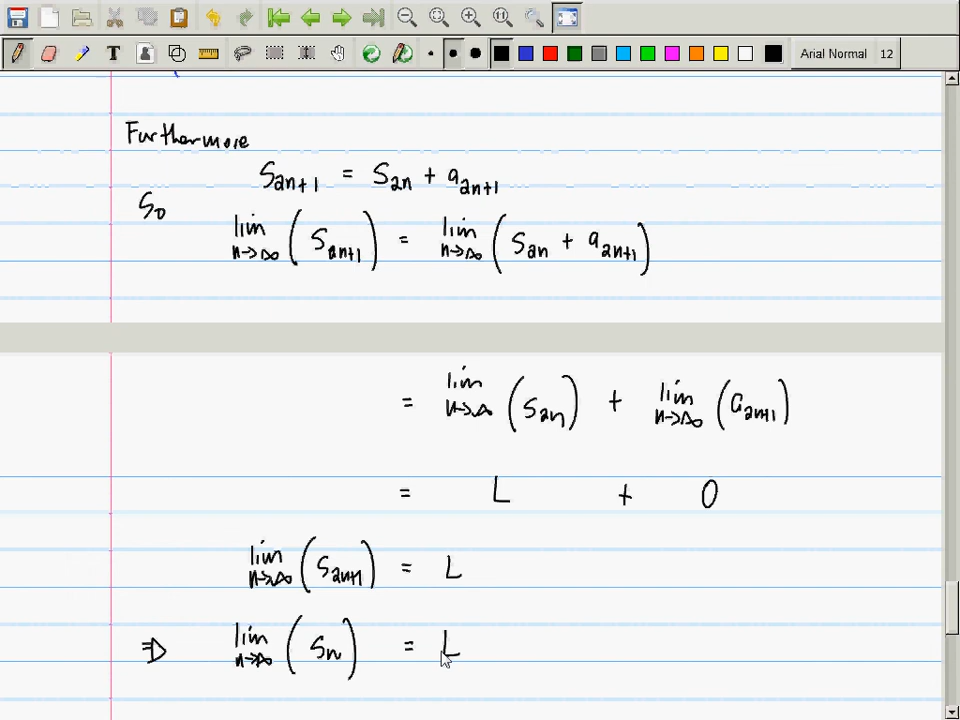 T
Arial Normal 12
Furthermore
S2n+1 = S2n + a2n+1
So
lim n→∞ (S2n+1) = lim n→∞ (S2n + a2n+1)
= lim n→∞ (S2n) + lim n→∞ (a2n+1)
= L + 0
lim n→∞ (S2n+1) = L
⇒ lim n→∞ (Sn) = L